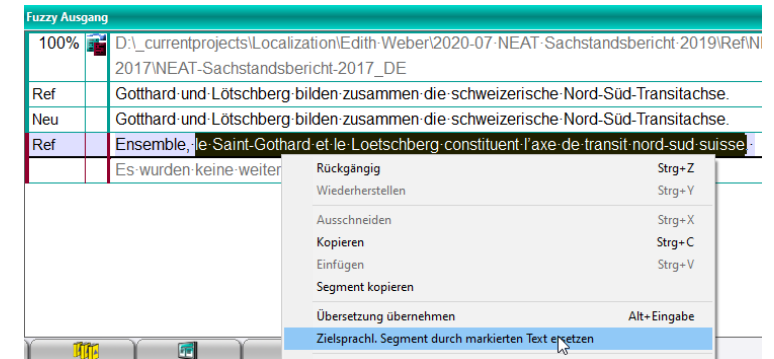 Fuzzy Ausgang
100% D:\_currentprojects\Localization\Edith·Weber\2020-07·NEAT·Sachstandsbericht·2019\Ref\
2017\NEAT-Sachstandsbericht-2017_DE
Ref Gotthard·und·Lötschberg·bilden·zusammen·die·schweizerische·Nord-Süd-Transitachse.
Neu Gotthard·und·Lötschberg·bilden·zusammen·die·schweizerische·Nord-Süd-Transitachse.
Ref Ensemble,·le·Saint-Gothard·et·le·Loetschberg·constituent·l'axe·de·transit·nord-sud·suisse.·
Es·wurden·keine·weiter
Rückgängig Strg+Z
Wiederherstellen Strg+Y
Ausschneiden Strg+X
Kopieren Strg+C
Einfügen Strg+V
Segment kopieren
Übersetzung übernehmen Alt+Eingabe
Zielsprachl. Segment durch markierten Text ersetzen